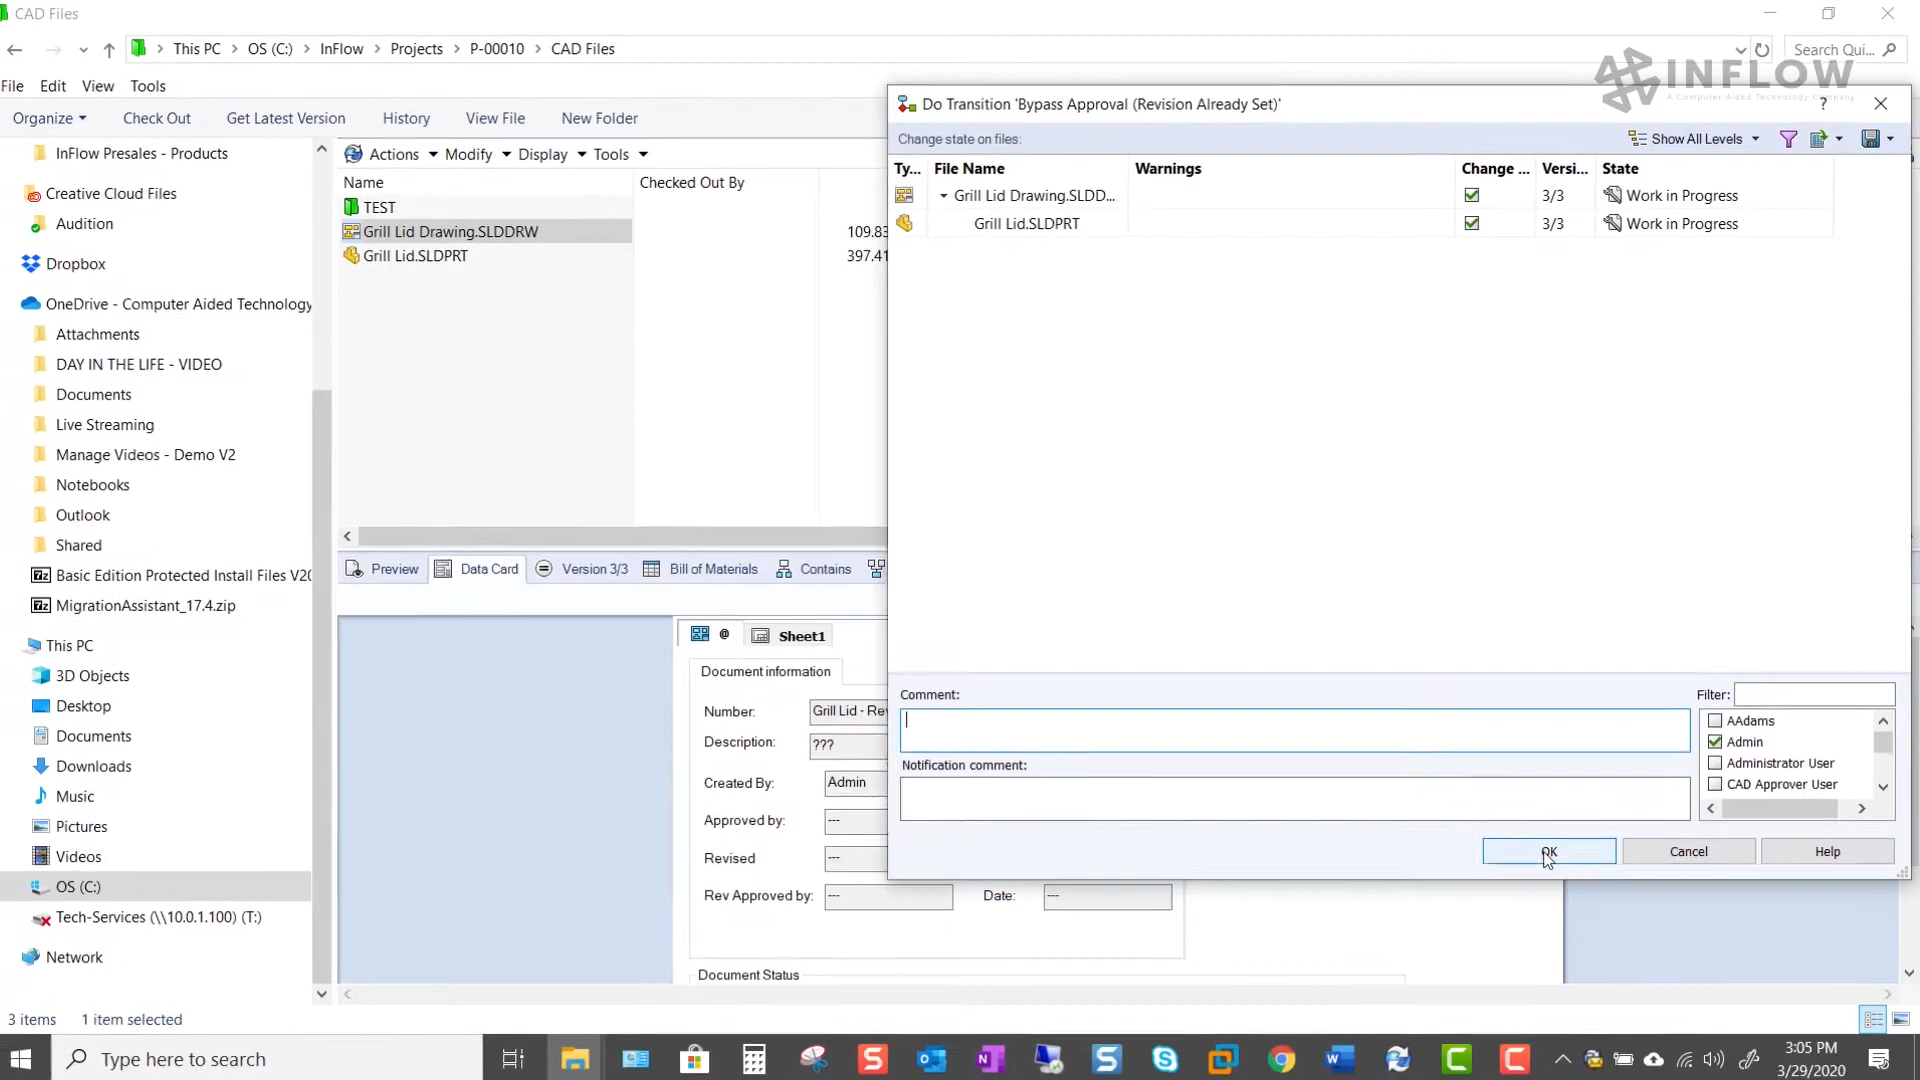 CAD Files
This PC > OS (C:) > InFlow > Projects > P-00010 > CAD Files
Search Qui...
INFLOW
A Computer Aided Technology Company
File Edit View Tools
Organize Check Out Get Latest Version History View File New Folder
InFlow Presales - Products
Creative Cloud Files
Audition
Dropbox
OneDrive - Computer Aided Technology
Attachments
DAY IN THE LIFE - VIDEO
Documents
Live Streaming
Manage Videos - Demo V2
Notebooks
Outlook
Shared
Basic Edition Protected Install Files V20
MigrationAssistant_17.4.zip
This PC
3D Objects
Desktop
Documents
Downloads
Music
Pictures
Videos
OS (C:)
Tech-Services (\\10.0.1.100) (T:)
Network
Actions Modify Display Tools
Name Checked Out By
TEST
Grill Lid Drawing.SLDDRW 109.83
Grill Lid.SLDPRT 397.41
Preview Data Card Version 3/3 Bill of Materials Contains
@ Sheet1
Document information
Number: Grill Lid - Rev
Description: ???
Created By: Admin
Approved by: ---
Revised ---
Rev Approved by: --- Date: ---
Document Status
Do Transition 'Bypass Approval (Revision Already Set)'
?
Change state on files: Show All Levels
Ty... File Name Warnings Change ... Versi... State
Grill Lid Drawing.SLDD... 3/3 Work in Progress
Grill Lid.SLDPRT 3/3 Work in Progress
Comment: Filter:
AAdams
Admin
Administrator User
CAD Approver User
Notification comment:
OK Cancel Help
3 items 1 item selected
Type here to search
3:05 PM
3/29/2020